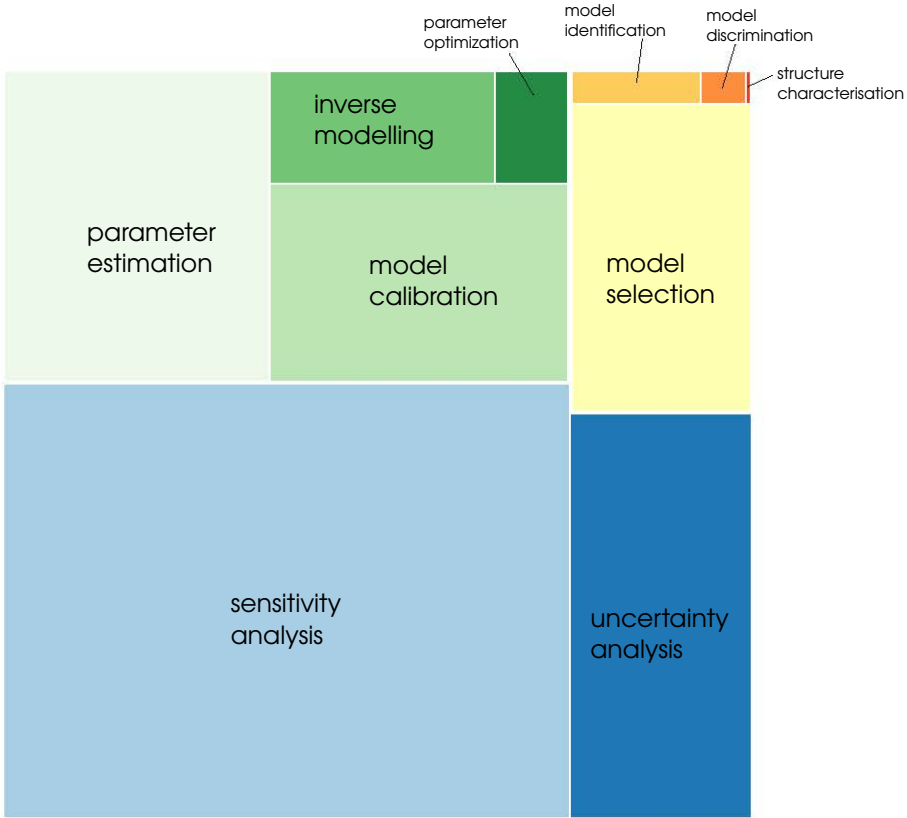 parameter
optimization
model
identification
model
discrimination
structure
characterisation
inverse
modelling
parameter
estimation
model
calibration
model
selection
sensitivity
analysis
uncertainty
analysis